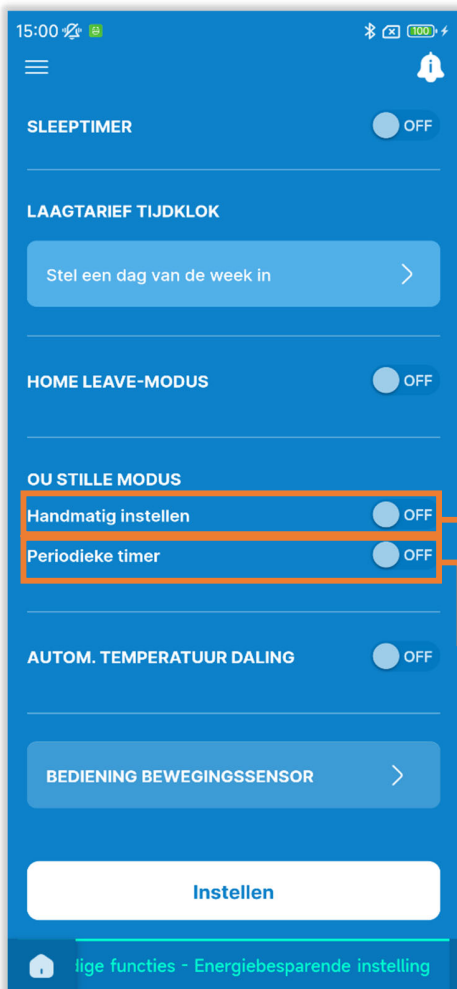 15:00
100
SLEEPTIMER
OFF
LAAGTARIEF TIJDKLOK
Stel een dag van de week in
HOME LEAVE-MODUS
OFF
OU STILLE MODUS
Handmatig instellen
OFF
Periodieke timer
OFF
AUTOM. TEMPERATUUR DALING
OFF
BEDIENING BEWEGINGSSENSOR
Instellen
functies - Energiebesparende instelling